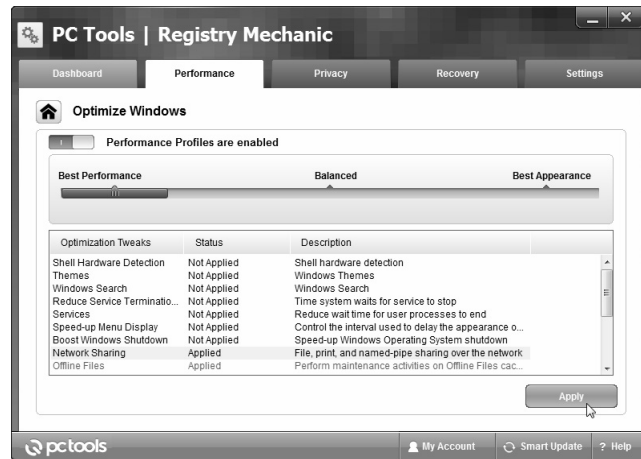 PC Tools | Registry Mechanic
Dashboard Performance Privacy Recovery Settings
Optimize Windows
Performance Profiles are enabled
Best Performance Balanced Best Appearance
Optimization Tweaks Status Description
Shell Hardware Detection Not Applied Shell hardware detection
Themes Not Applied Windows Themes
Windows Search Not Applied Windows Search
Reduce Service Terminatio... Not Applied Time system waits for service to stop
Services Not Applied Reduce wait time for user processes to end
Speed-up Menu Display Not Applied Control the interval used to delay the appearance o...
Boost Windows Shutdown Not Applied Speed-up Windows Operating System shutdown
Network Sharing Applied File, print, and named-pipe sharing over the network
Offline Files Applied Perform maintenance activities on Offline Files cac...
Apply
pctools My Account Smart Update ? Help